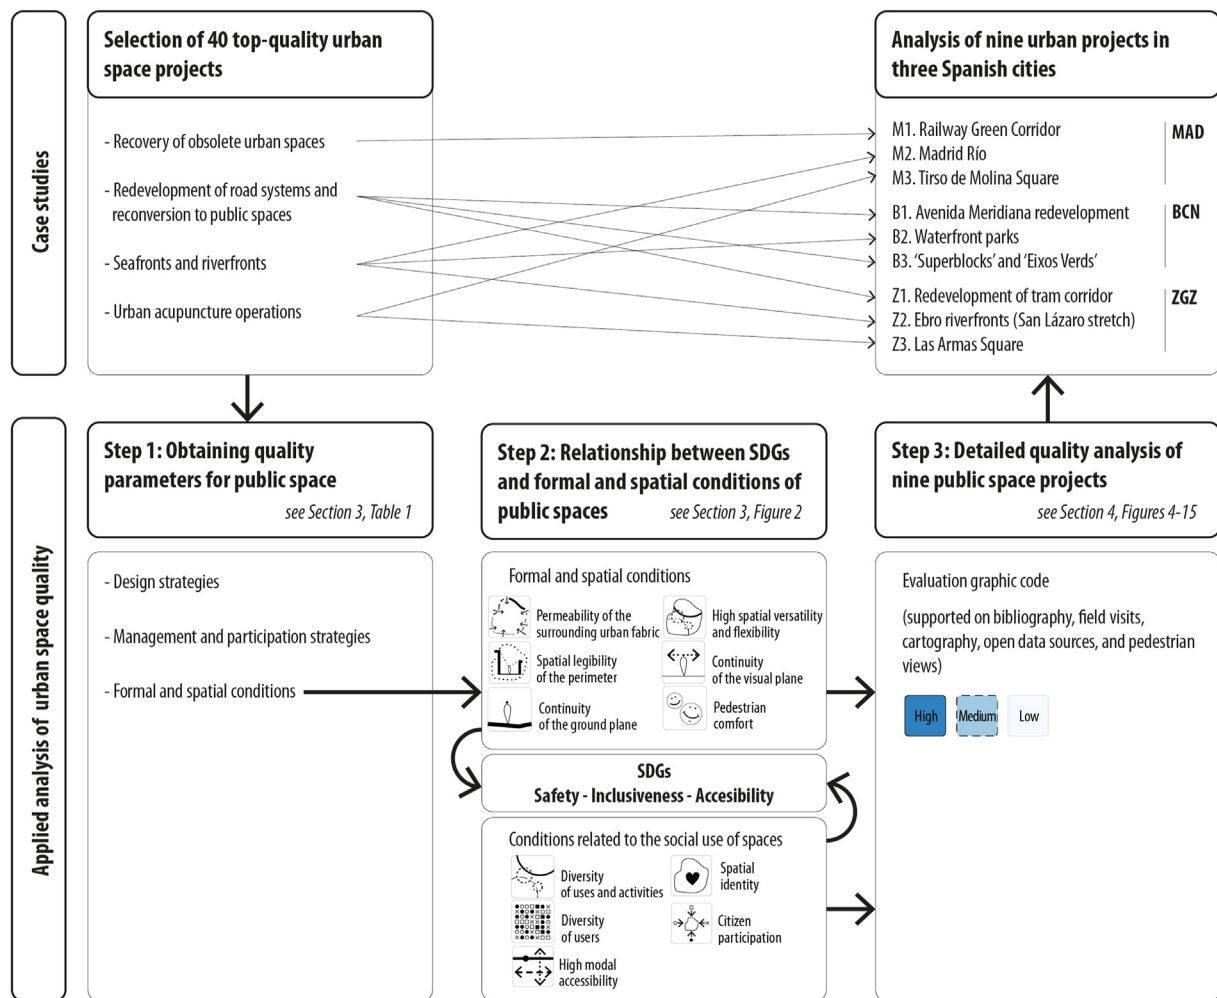 Case studies
Selection of 40 top-quality urban
space projects
- Recovery of obsolete urban spaces
- Redevelopment of road systems and
reconversion to public spaces
- Seafronts and riverfronts
- Urban acupuncture operations
Analysis of nine urban projects in
three Spanish cities
M1. Railway Green Corridor
M2. Madrid Río
M3. Tirso de Molina Square
MAD
B1. Avenida Meridiana redevelopment
B2. Waterfront parks
B3. ‘Superblocks’ and ‘Eixos Verds’
BCN
Z1. Redevelopment of tram corridor
Z2. Ebro riverfronts (San Lázaro stretch)
Z3. Las Armas Square
ZGZ
Applied analysis of urban space quality
Step 1: Obtaining quality
parameters for public space
see Section 3, Table 1
- Design strategies
- Management and participation strategies
- Formal and spatial conditions
Step 2: Relationship between SDGs
and formal and spatial conditions of
public spaces
see Section 3, Figure 2
Formal and spatial conditions
Permeability of the
surrounding urban fabric
High spatial versatility
and flexibility
Spatial legibility
of the perimeter
Continuity
of the visual plane
Continuity
of the ground plane
Pedestrian
comfort
SDGs
Safety - Inclusiveness - Accesibility
Conditions related to the social use of spaces
Diversity
of uses and activities
Spatial
identity
Diversity
of users
Citizen
participation
High modal
accessibility
Step 3: Detailed quality analysis of
nine public space projects
see Section 4, Figures 4-15
Evaluation graphic code
(supported on bibliography, field visits,
cartography, open data sources, and pedestrian
views)
High
Medium
Low